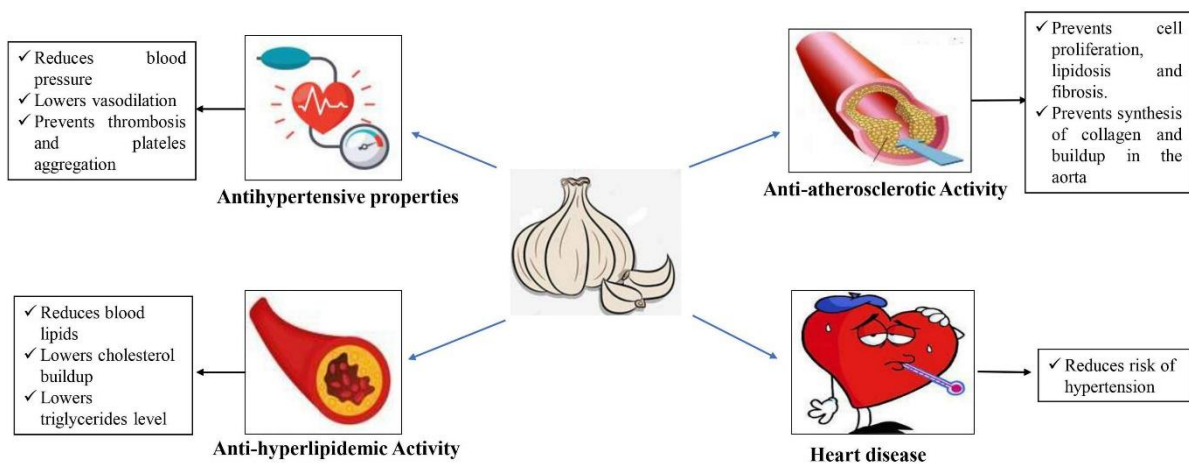 ✓ Reduces blood
pressure
✓ Lowers vasodilation
✓ Prevents thrombosis
and plateles
aggregation
Antihypertensive properties
✓ Prevents cell
proliferation,
lipidosis and
fibrosis.
✓ Prevents synthesis
of collagen and
buildup in the
aorta
Anti-atherosclerotic Activity
✓ Reduces blood
lipids
✓ Lowers cholesterol
buildup
✓ Lowers
triglycerides level
Anti-hyperlipidemic Activity
✓ Reduces risk of
hypertension
Heart disease